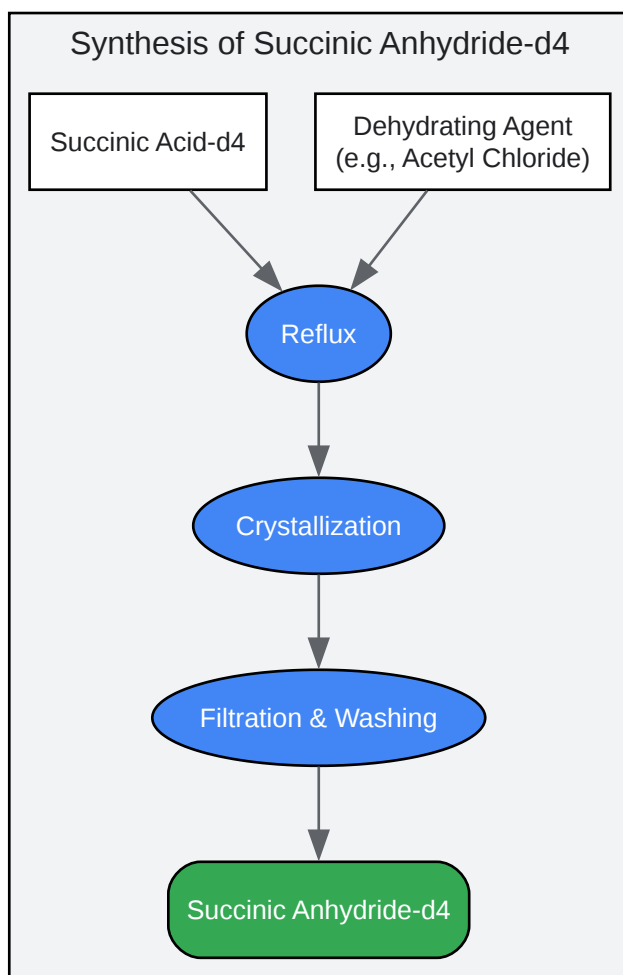 Synthesis of Succinic Anhydride-d4
Succinic Acid-d4
Dehydrating Agent
(e.g., Acetyl Chloride)
Reflux
Crystallization
Filtration & Washing
Succinic Anhydride-d4